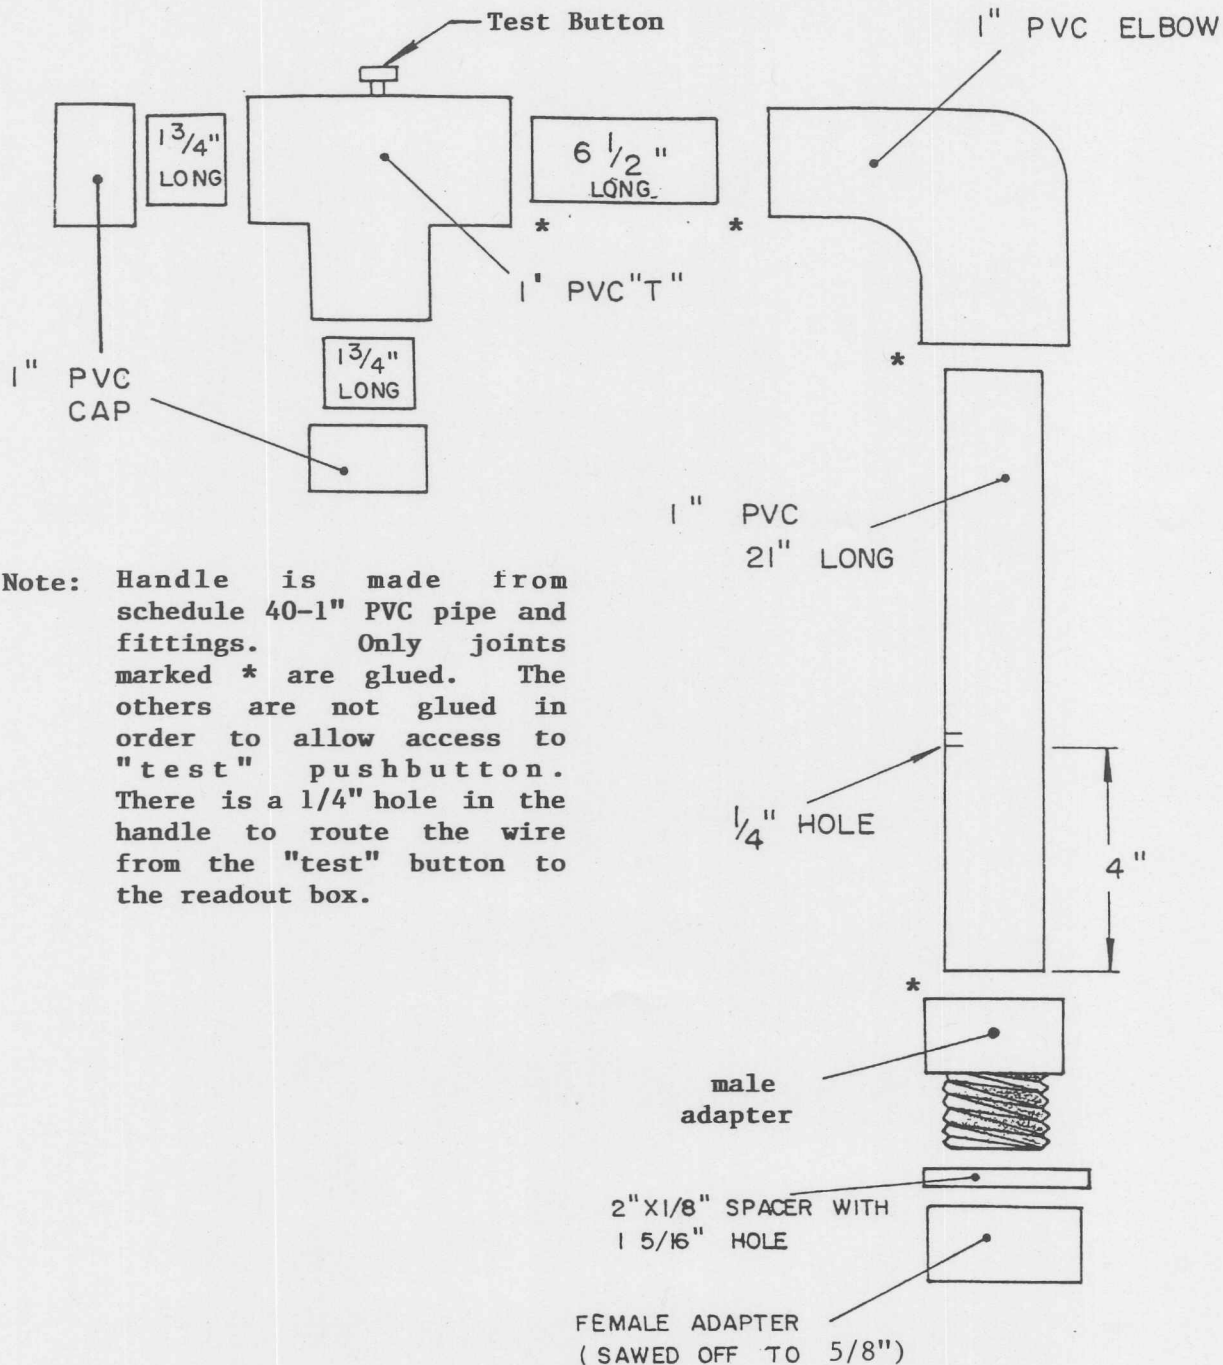 Test Button
1" PVC ELBOW
1 3/4"
LONG
6 1/2"
LONG
*
*
1" PVC "T"
1 3/4"
LONG
1" PVC
CAP
*
1" PVC
21" LONG
Note: Handle is made from
schedule 40-1" PVC pipe and
fittings. Only joints
marked * are glued. The
others are not glued in
order to allow access to
"test" pushbutton.
There is a 1/4" hole in the
handle to route the wire
from the "test" button to
the readout box.
1/4" HOLE
4"
*
male
adapter
2"X1/8" SPACER WITH
1 5/16" HOLE
FEMALE ADAPTER
(SAWED OFF TO 5/8")